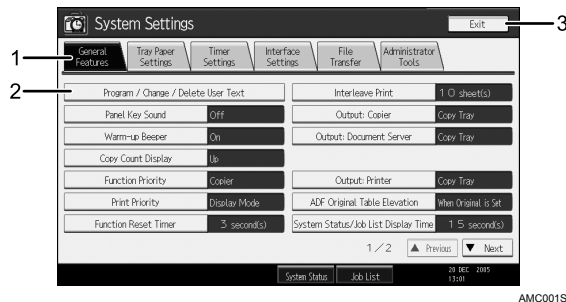 System Settings
Exit
3
1
General Features
Tray Paper Settings
Timer Settings
Interface Settings
File Transfer
Administrator Tools
2
Program / Change / Delete User Text
Interleave Print
10 sheet(s)
Panel Key Sound
Off
Output: Copier
Copy Tray
Warm-up Beeper
On
Output: Document Server
Copy Tray
Copy Count Display
Up
Function Priority
Copier
Output: Printer
Copy Tray
Print Priority
Display Mode
ADF Original Table Elevation
When Original is Set
Function Reset Timer
3 second(s)
System Status/Job List Display Time
15 second(s)
1/2
▲ Previous
▼ Next
System Status
Job List
20 DEC 2005
13:01
AMC001S